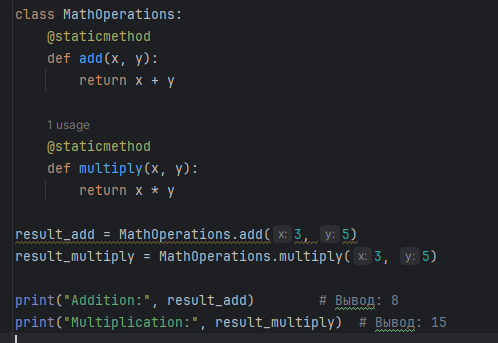 class MathOperations:
    @staticmethod
    def add(x, y):
        return x + y
    1 usage
    @staticmethod
    def multiply(x, y):
        return x * y
result_add = MathOperations.add( x: 3,  y: 5)
result_multiply = MathOperations.multiply( x: 3,  y: 5)
print("Addition:", result_add)        # Вывод: 8
print("Multiplication:", result_multiply)  # Вывод: 15